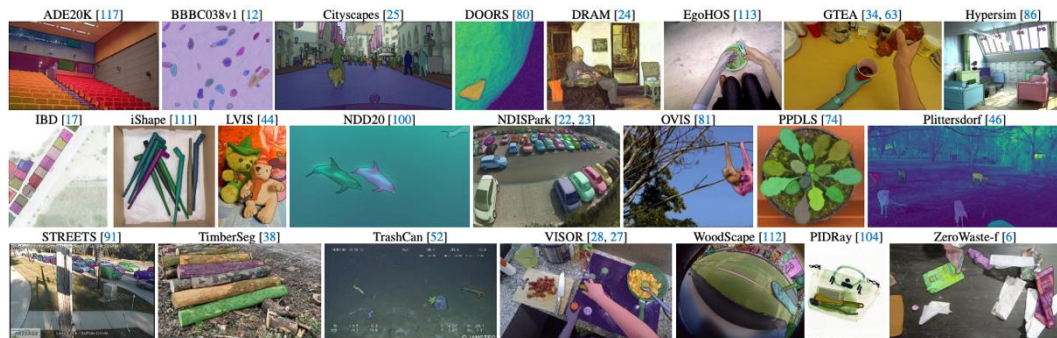 ADE20K [117] BBBC038v1 [12] Cityscapes [25] DOORS [80] DRAM [24] EgoHOS [113] GTEA [34, 63] Hypersim [86]
IBD [17] iShape [111] LVIS [44] NDD20 [100] NDISPark [22, 23] OVIS [81] PPDLS [74] Plittersdorf [46]
STREETS [91] TimberSeg [38] TrashCan [52] VISOR [28, 27] WoodScape [112] PIDRay [104] ZeroWaste-f [6]